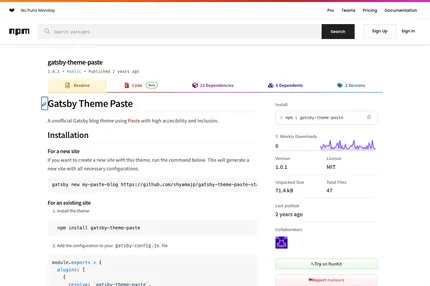 No Puns Monday
Pro Teams Pricing Documentation
npm Search packages Search Sign Up Sign In
gatsby-theme-paste
1.0.1 • Public • Published 2 years ago
Readme Code Beta 22 Dependencies 0 Dependents 2 Versions
Gatsby Theme Paste
An unofficial Gatsby blog theme using Paste with high accecibility and inclusion.
Installation
For a new site
If you want to create a new site with this theme, run the command below. This will generate
a new site with all necessary configurations.
gatsby new my-paste-blog https://github.com/shyamajp/gatsby-theme-paste-sta
For an existing site
1. Install the theme
npm install gatsby-theme-paste
2. Add the configuration to your gatsby-config.js file
module.exports = {
plugins: [
{
resolve: `gatsby-theme-paste`,
Install
> npm i gatsby-theme-paste
Weekly Downloads
0
Version License
1.0.1 MIT
Unpacked Size Total Files
71.4 kB 47
Last publish
2 years ago
Collaborators
>_Try on RunKit
Report malware